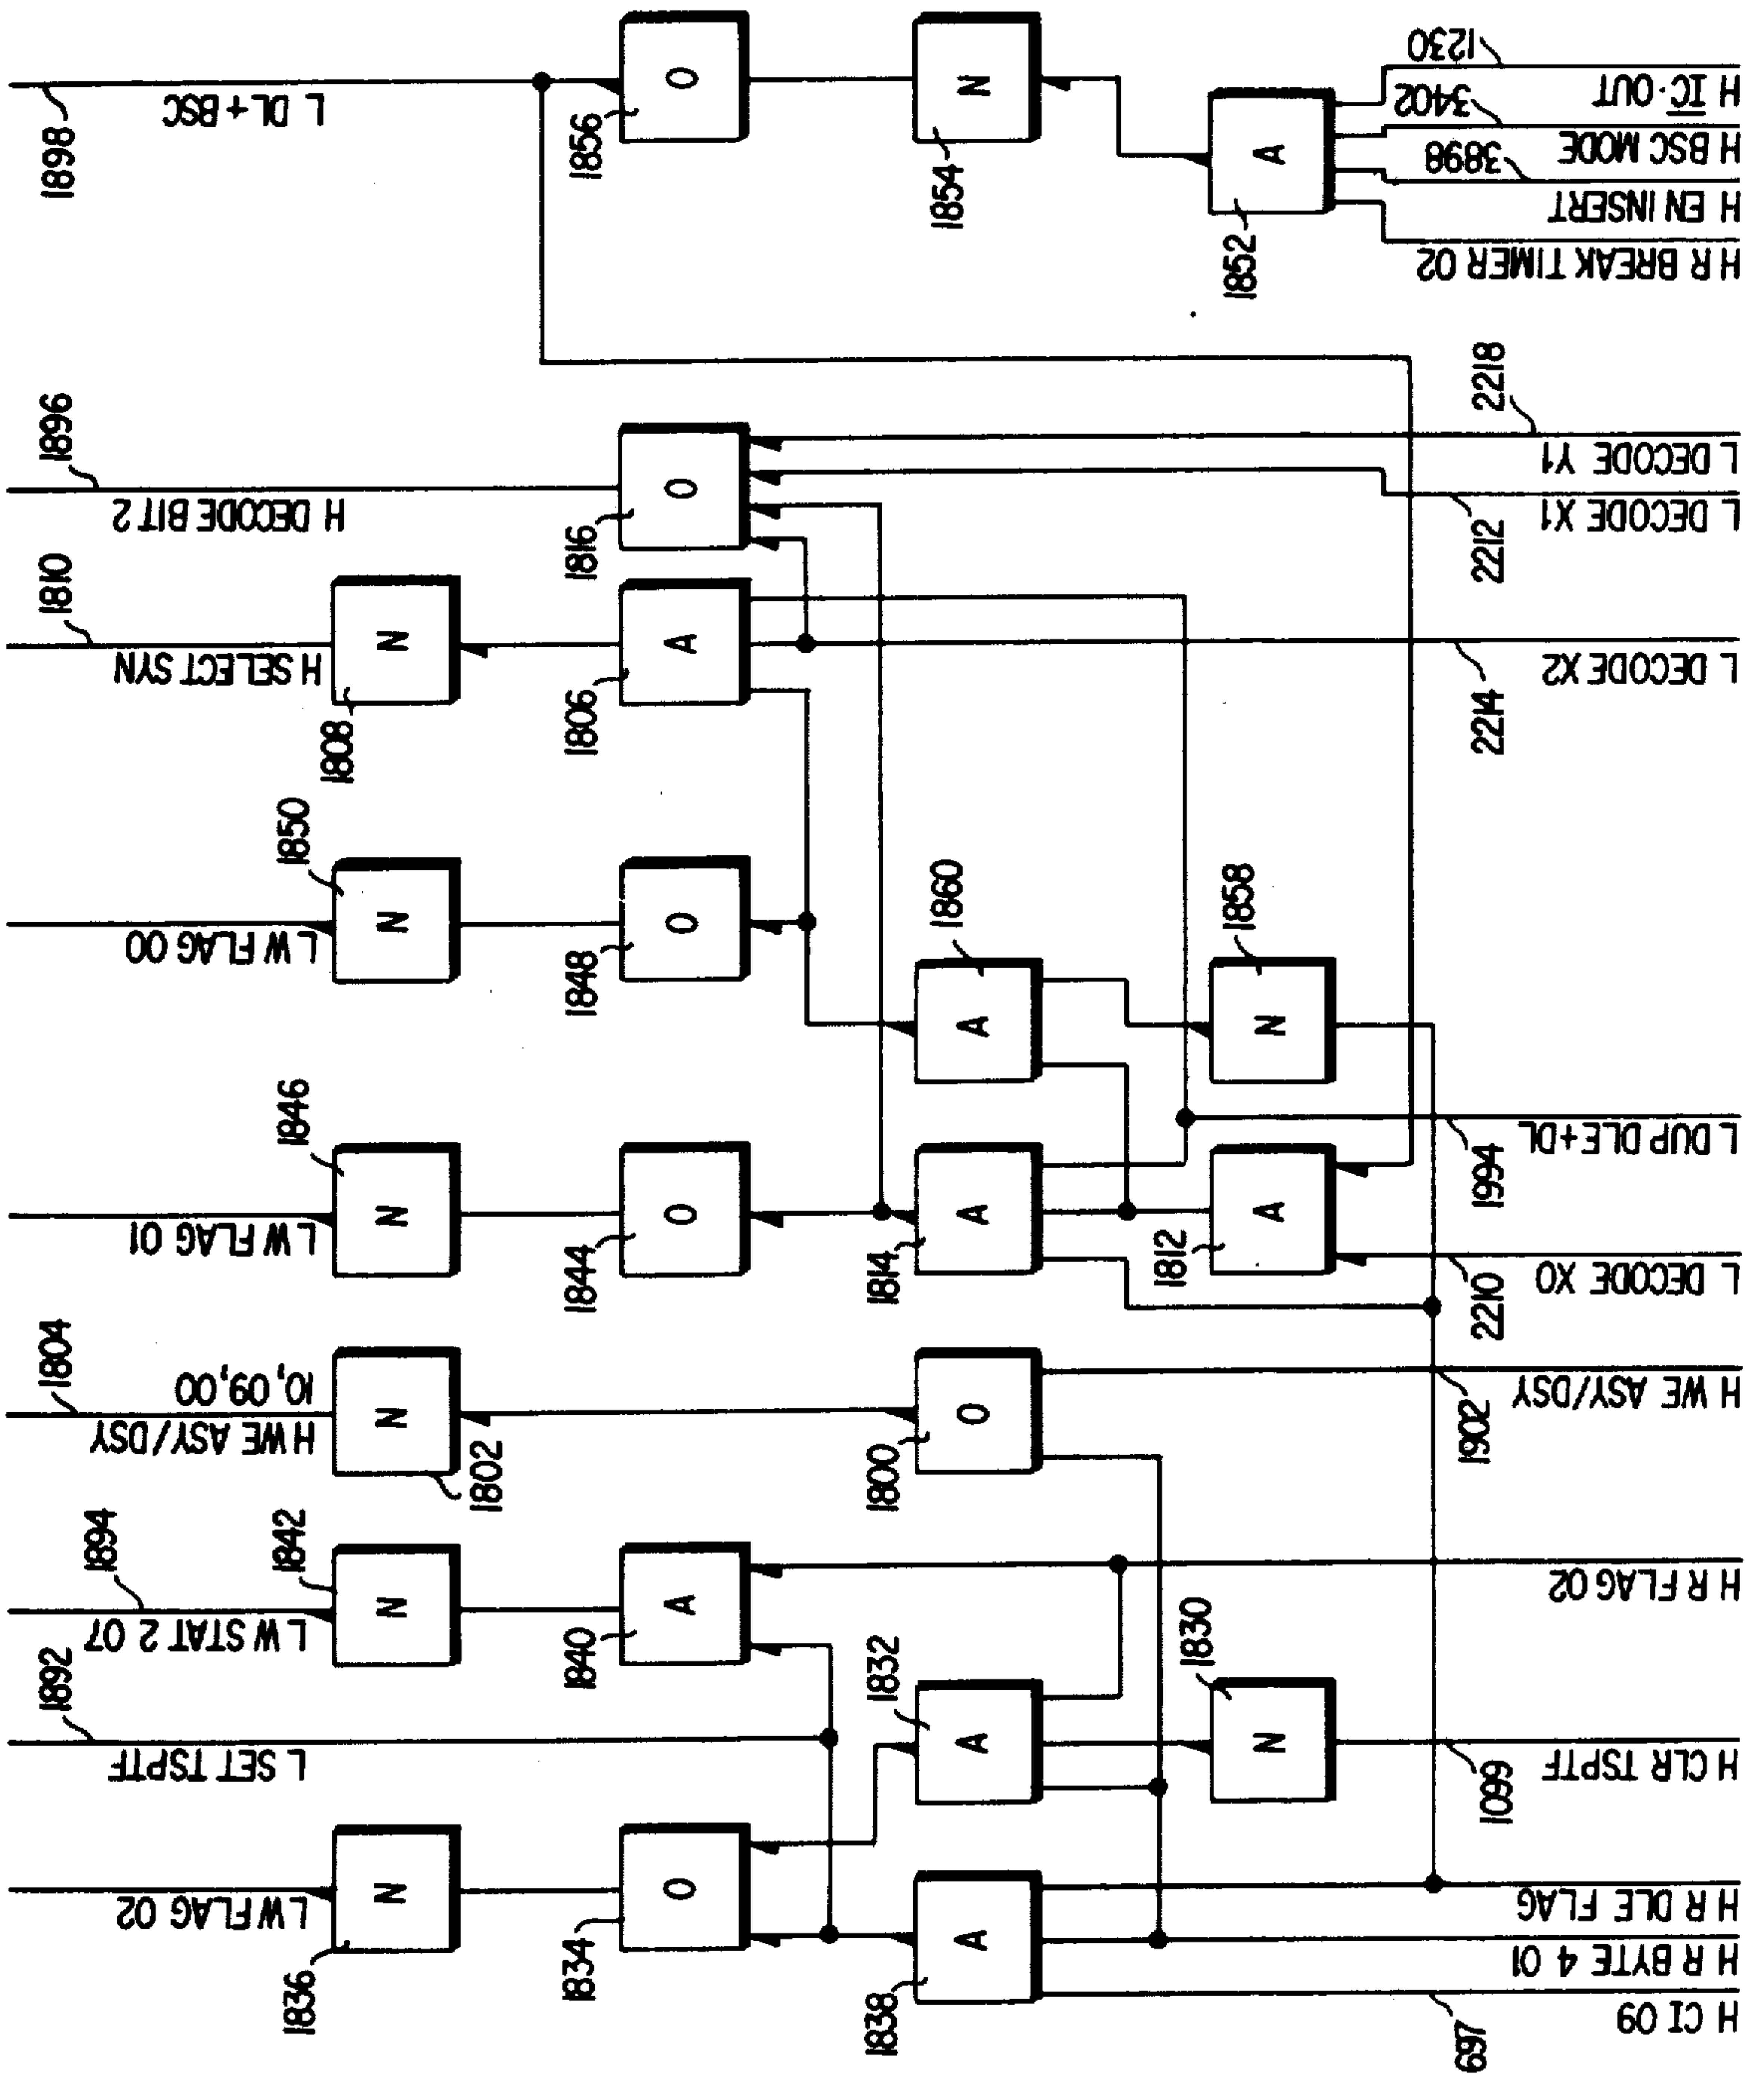 1898
L DL+BSC
1856
O
1854
N
1852
A
1230
H IC·OUT
3402
H BSC MODE
3898
H EN INSERT
H R BREAK TIMER 02
1896
H DECODE BIT 2
1816
O
2218
L DECODE Y1
2212
L DECODE X1
1810
H SELECT SYN
1808
N
1806
A
2214
L DECODE X2
L W FLAG 00
1850
N
1848
O
1860
A
1858
N
1994
L DUP DLE+DL
L W FLAG 01
1846
N
1844
O
1814
A
1812
A
2210
L DECODE X0
1804
H WE ASY/DSY
10,09,00
1802
N
1800
O
1902
H WE ASY/DSY
1894
L W STAT 2 07
1842
N
1840
A
H R FLAG 02
1892
L SET TSPTF
1832
A
1830
N
1099
H CLR TSPTF
L W FLAG 02
1836
N
1834
O
1838
A
H R DLE FLAG
H R BYTE 4 01
697
H CI 09